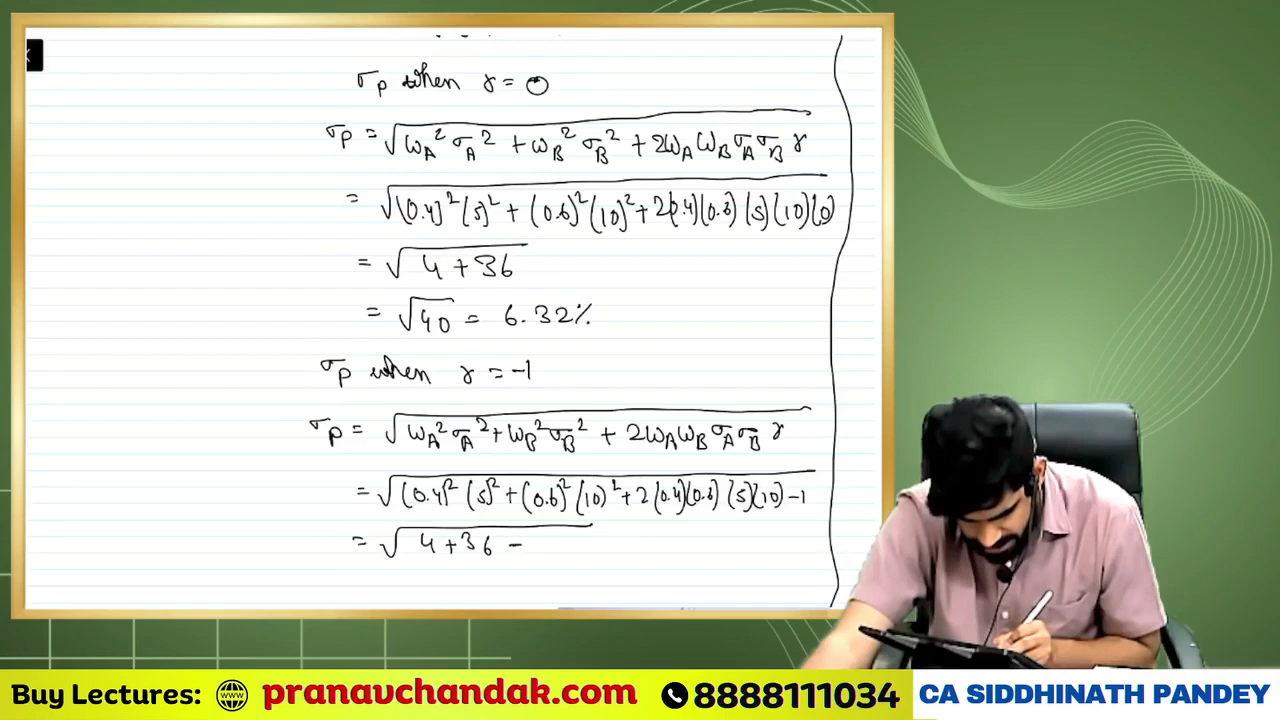 σp when r = 0
σp = √wA² σA² + wB² σB² + 2wA wB σA σB r
= √(0.4)² (5)² + (0.6)² (10)² + 2(0.4)(0.6) (5)(10)(0)
= √4 + 36
= √40 = 6.32%
σp when r = -1
σp = √wA² σA² + wB² σB² + 2wA wB σA σB r
= √(0.4)² (5)² + (0.6)² (10)² + 2(0.4)(0.6) (5)(10) -1
= √4 + 36 -
Buy Lectures: pranavchandak.com 8888111034 CA SIDDHINATH PANDEY